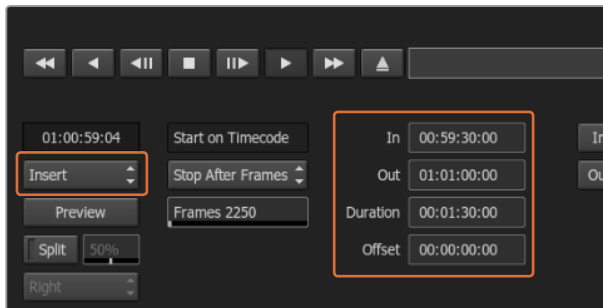 01:00:59:04
Start on Timecode
In 00:59:30:00
Insert
Stop After Frames
Out 01:01:00:00
Preview
Frames 2250
Duration 00:01:30:00
Split 50%
Offset 00:00:00:00
Right